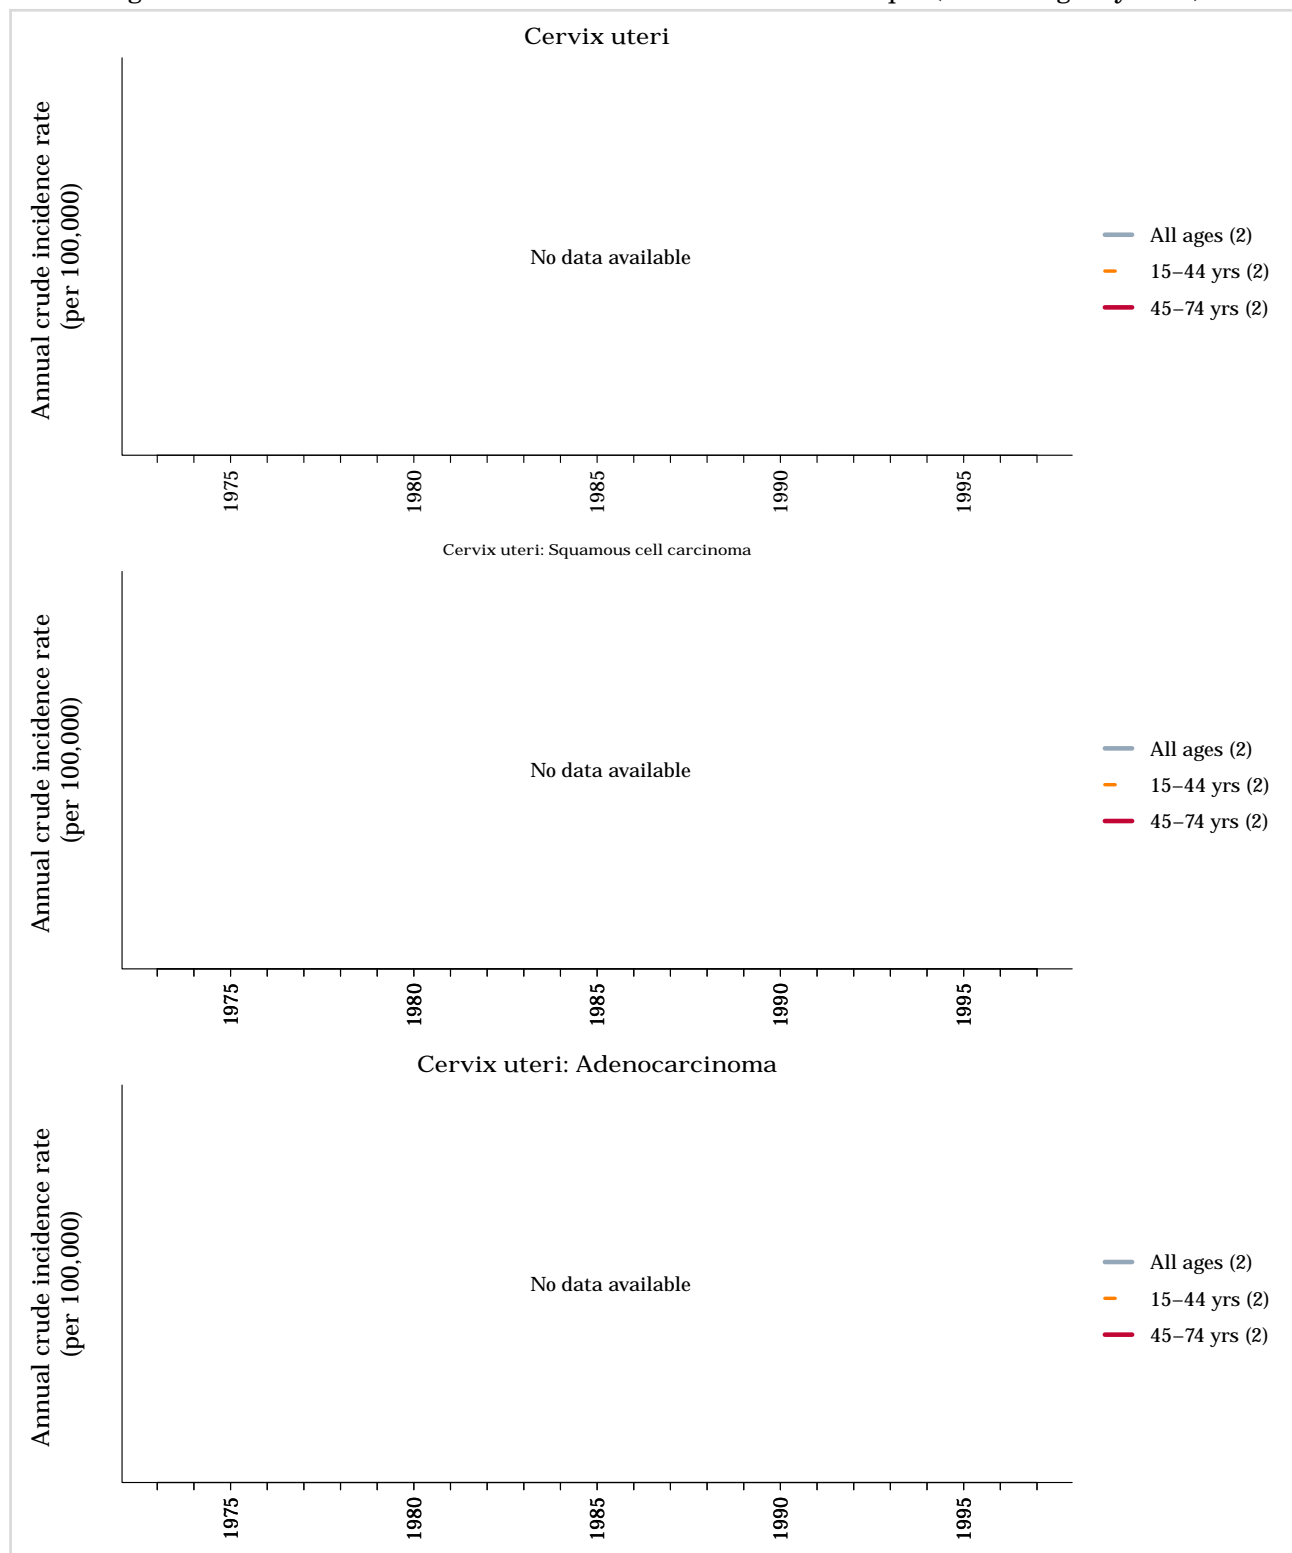 Cervix uteri
Annual crude incidence rate
(per 100,000)
No data available
All ages (2)
15–44 yrs (2)
45–74 yrs (2)
1975
1980
1985
1990
1995
Cervix uteri: Squamous cell carcinoma
Annual crude incidence rate
(per 100,000)
No data available
All ages (2)
15–44 yrs (2)
45–74 yrs (2)
1975
1980
1985
1990
1995
Cervix uteri: Adenocarcinoma
Annual crude incidence rate
(per 100,000)
No data available
All ages (2)
15–44 yrs (2)
45–74 yrs (2)
1975
1980
1985
1990
1995